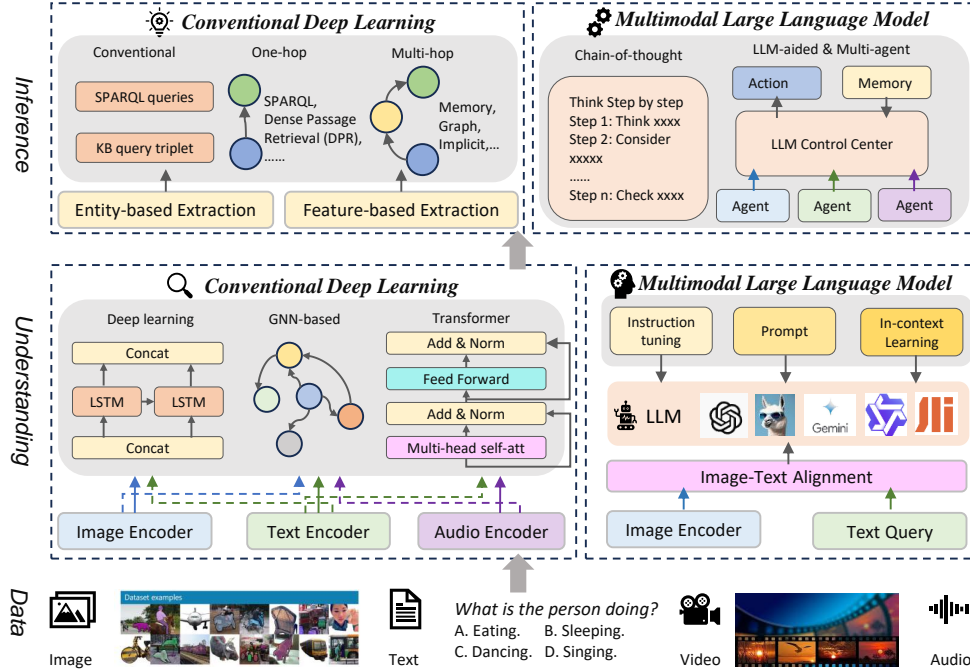 Conventional Deep Learning
Multimodal Large Language Model
Inference
Conventional
One-hop
Multi-hop
SPARQL queries
KB query triplet
SPARQL,
Dense Passage
Retrieval (DPR),
......
Memory,
Graph,
Implicit,...
Entity-based Extraction
Feature-based Extraction
Chain-of-thought
Think Step by step
Step 1: Think xxxx
Step 2: Consider
xxxxx
......
Step n: Check xxxx
LLM-aided & Multi-agent
Action
Memory
LLM Control Center
Agent
Agent
Agent
Understanding
Conventional Deep Learning
Deep learning
GNN-based
Transformer
Concat
LSTM
LSTM
Concat
Add & Norm
Feed Forward
Add & Norm
Multi-head self-att
Image Encoder
Text Encoder
Audio Encoder
Multimodal Large Language Model
Instruction
tuning
Prompt
In-context
Learning
LLM
Gemini
Image-Text Alignment
Image Encoder
Text Query
Data
Image
Dataset examples
Text
What is the person doing?
A. Eating. B. Sleeping.
C. Dancing. D. Singing.
Video
Audio